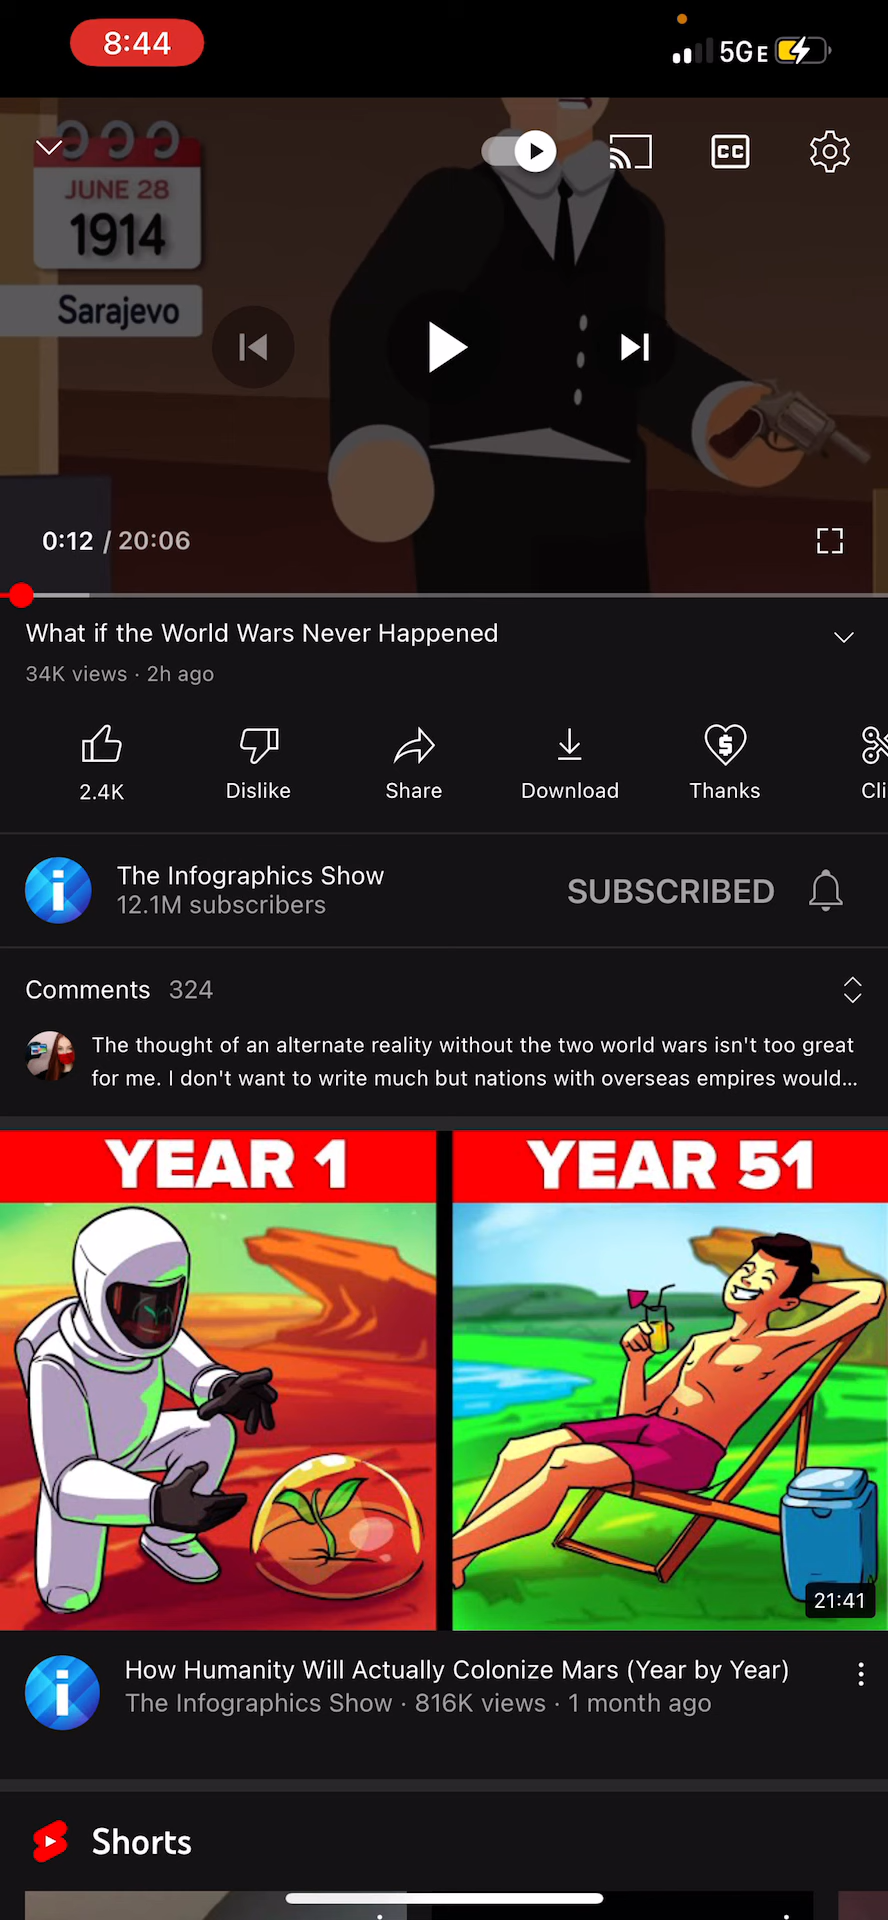 8:44
5GE
JUNE 28
1914
CC
Sarajevo
0:12 / 20:06
What if the World Wars Never Happened
34K views · 2h ago
2.4K
Dislike
Share
Download
Thanks
Cli
The Infographics Show
12.1M subscribers
SUBSCRIBED
Comments 324
The thought of an alternate reality without the two world wars isn't too great
for me. I don't want to write much but nations with overseas empires would...
YEAR 1
YEAR 51
21:41
How Humanity Will Actually Colonize Mars (Year by Year)
The Infographics Show · 816K views · 1 month ago
Shorts